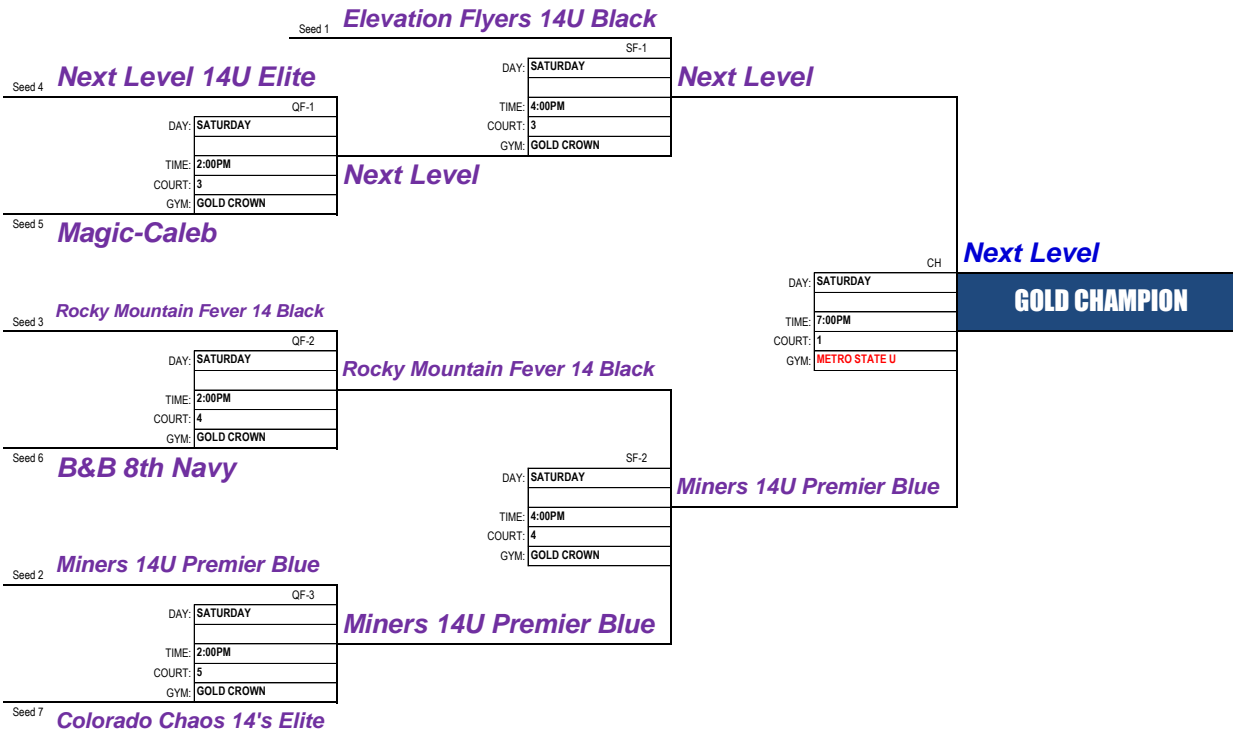 Seed 1 Elevation Flyers 14U Black
SF-1
DAY: SATURDAY
TIME: 4:00PM
COURT: 3
GYM: GOLD CROWN
Next Level
Seed 4 Next Level 14U Elite
QF-1
DAY: SATURDAY
TIME: 2:00PM
COURT: 3
GYM: GOLD CROWN
Next Level
Seed 5 Magic-Caleb
Next Level
CH
GOLD CHAMPION
DAY: SATURDAY
TIME: 7:00PM
COURT: 1
GYM: METRO STATE U
Seed 3 Rocky Mountain Fever 14 Black
QF-2
DAY: SATURDAY
TIME: 2:00PM
COURT: 4
GYM: GOLD CROWN
Rocky Mountain Fever 14 Black
Seed 6 B&B 8th Navy
SF-2
DAY: SATURDAY
TIME: 4:00PM
COURT: 4
GYM: GOLD CROWN
Miners 14U Premier Blue
Seed 2 Miners 14U Premier Blue
QF-3
DAY: SATURDAY
TIME: 2:00PM
COURT: 5
GYM: GOLD CROWN
Miners 14U Premier Blue
Seed 7 Colorado Chaos 14's Elite